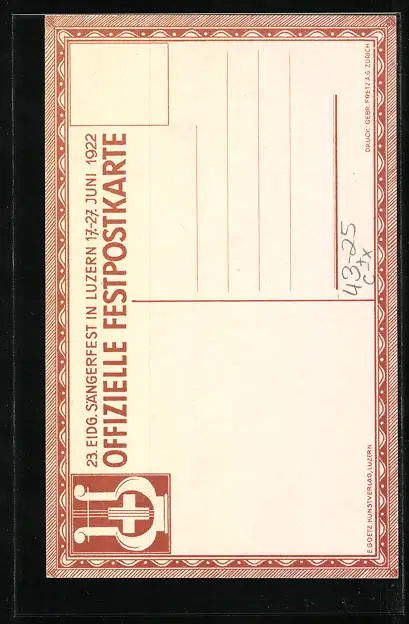 23. EIDG. SÄNGERFEST IN LUZERN 17.-27. JUNI 1922
OFFIZIELLE FESTPOSTKARTE
E. GOETZ KUNSTVERLAG, LUZERN
DRUCK: GEBR. FRETZ A.G. ZÜRICH
43-25